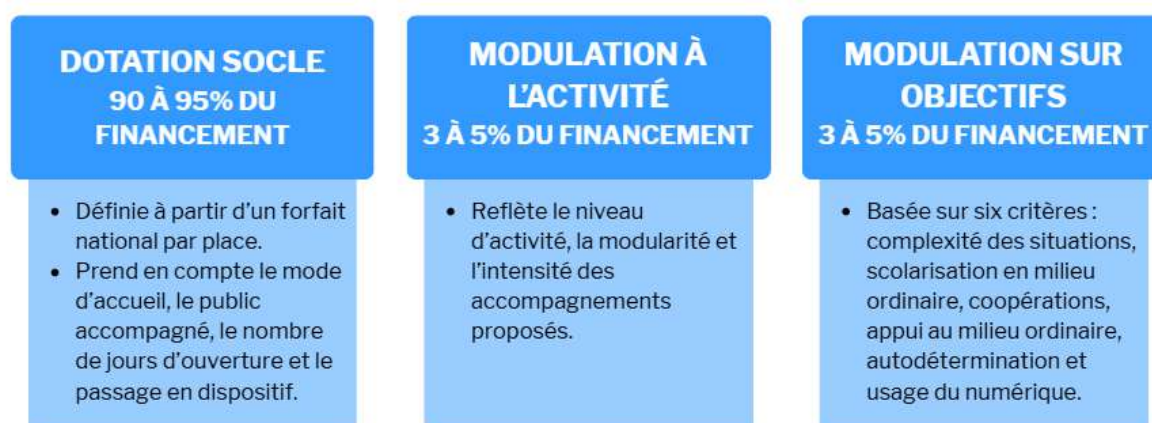 DOTATION SOCLE
90 À 95% DU
FINANCEMENT
• Définie à partir d'un forfait
national par place.
• Prend en compte le mode
d'accueil, le public
accompagné, le nombre
de jours d'ouverture et le
passage en dispositif.
MODULATION À
L'ACTIVITÉ
3 À 5% DU FINANCEMENT
• Reflète le niveau
d'activité, la modularité et
l'intensité des
accompagnements
proposés.
MODULATION SUR
OBJECTIFS
3 À 5% DU FINANCEMENT
• Basée sur six critères :
complexité des situations,
scolarisation en milieu
ordinaire, coopérations,
appui au milieu ordinaire,
autodétermination et
usage du numérique.